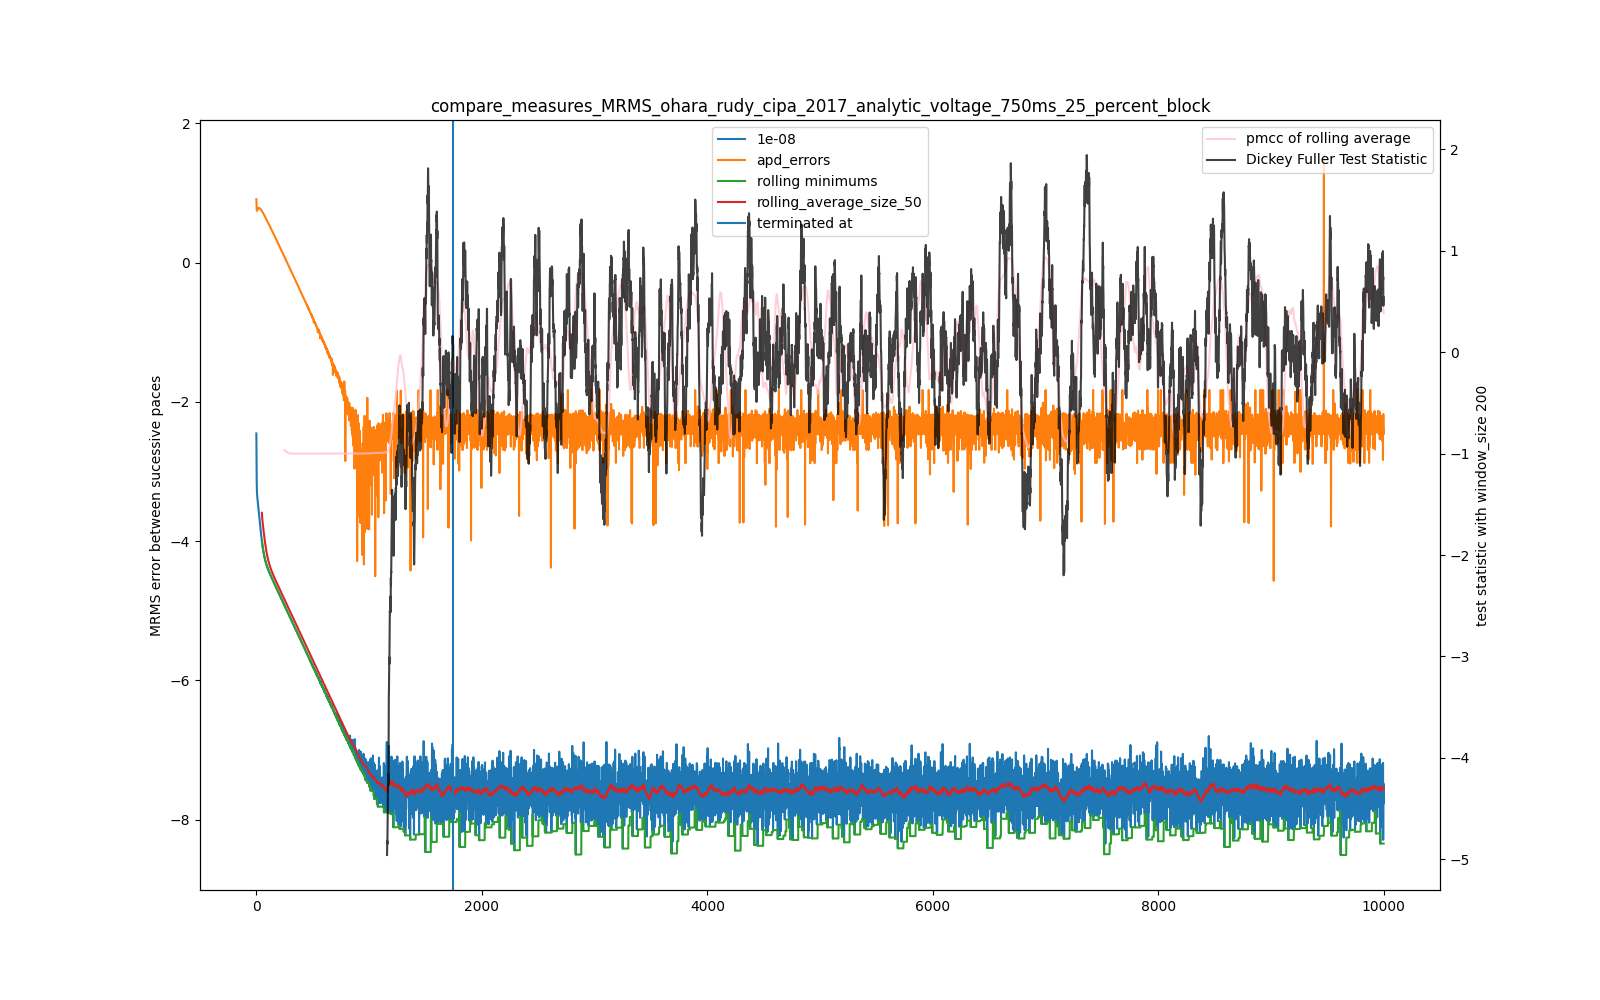 compare_measures_MRMS_ohara_rudy_cipa_2017_analytic_voltage_750ms_25_percent_block
1e-08
apd_errors
rolling minimums
rolling_average_size_50
terminated at
pmcc of rolling average
Dickey Fuller Test Statistic
MRMS error between sucessive paces
2
0
−2
−4
−6
−8
0
2000
4000
6000
8000
10000
2
1
0
−1
−2
−3
−4
−5
test statistic with window_size 200